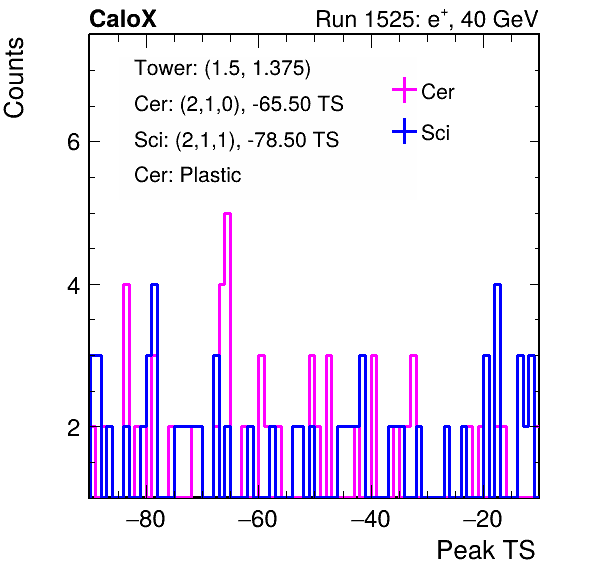 CaloX Run 1525: e⁺, 40 GeV
Counts
Tower: (1.5, 1.375)
Cer: (2,1,0), -65.50 TS
Sci: (2,1,1), -78.50 TS
Cer: Plastic
Cer
Sci
6
4
2
−80 −60 −40 −20
Peak TS